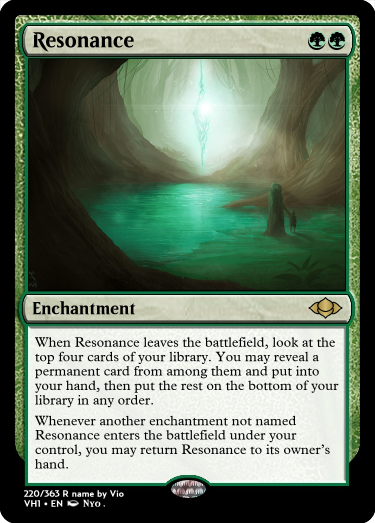 Resonance
Enchantment
When Resonance leaves the battlefield, look at the
top four cards of your library. You may reveal a
permanent card from among them and put into
your hand, then put the rest on the bottom of your
library in any order.
Whenever another enchantment not named
Resonance enters the battlefield under your
control, you may return Resonance to its owner's
hand.
220/363 R name by Vio
VH1 • EN Nyo .